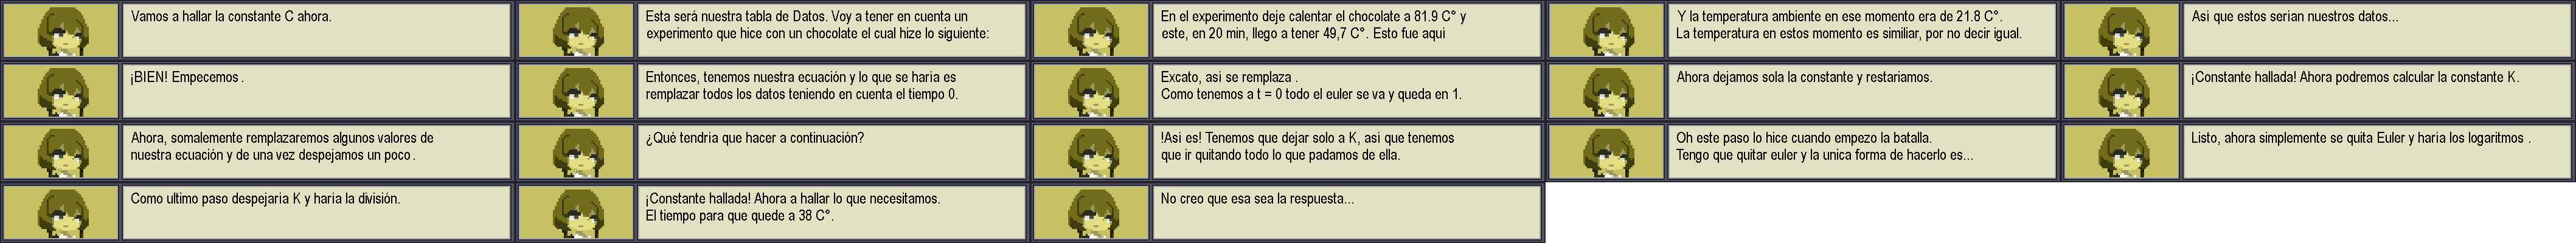 Vamos a hallar la constante C ahora.
Esta será nuestra tabla de Datos. Voy a tener en cuenta un
experimento que hice con un chocolate el cual hize lo siguiente:
En el experimento deje calentar el chocolate a 81.9 C° y
este, en 20 min, llego a tener 49,7 C°. Esto fue aqui
Y la temperatura ambiente en ese momento era de 21.8 C°.
La temperatura en estos momento es similiar, por no decir igual.
Asi que estos serian nuestros datos...
¡BIEN! Empecemos .
Entonces, tenemos nuestra ecuación y lo que se haria es
remplazar todos los datos teniendo en cuenta el tiempo 0.
Excato, asi se remplaza .
Como tenemos a t = 0 todo el euler se va y queda en 1.
Ahora dejamos sola la constante y restariamos.
¡Constante hallada! Ahora podremos calcular la constante K.
Ahora, somalemente remplazaremos algunos valores de
nuestra ecuación y de una vez despejamos un poco .
¿Qué tendria que hacer a continuación?
!Asi es! Tenemos que dejar solo a K, asi que tenemos
que ir quitando todo lo que padamos de ella.
Oh este paso lo hice cuando empezo la batalla.
Tengo que quitar euler y la unica forma de hacerlo es...
Listo, ahora simplemente se quita Euler y haria los logaritmos .
Como ultimo paso despejaria K y haria la división.
¡Constante hallada! Ahora a hallar lo que necesitamos.
El tiempo para que quede a 38 C°.
No creo que esa sea la respuesta...